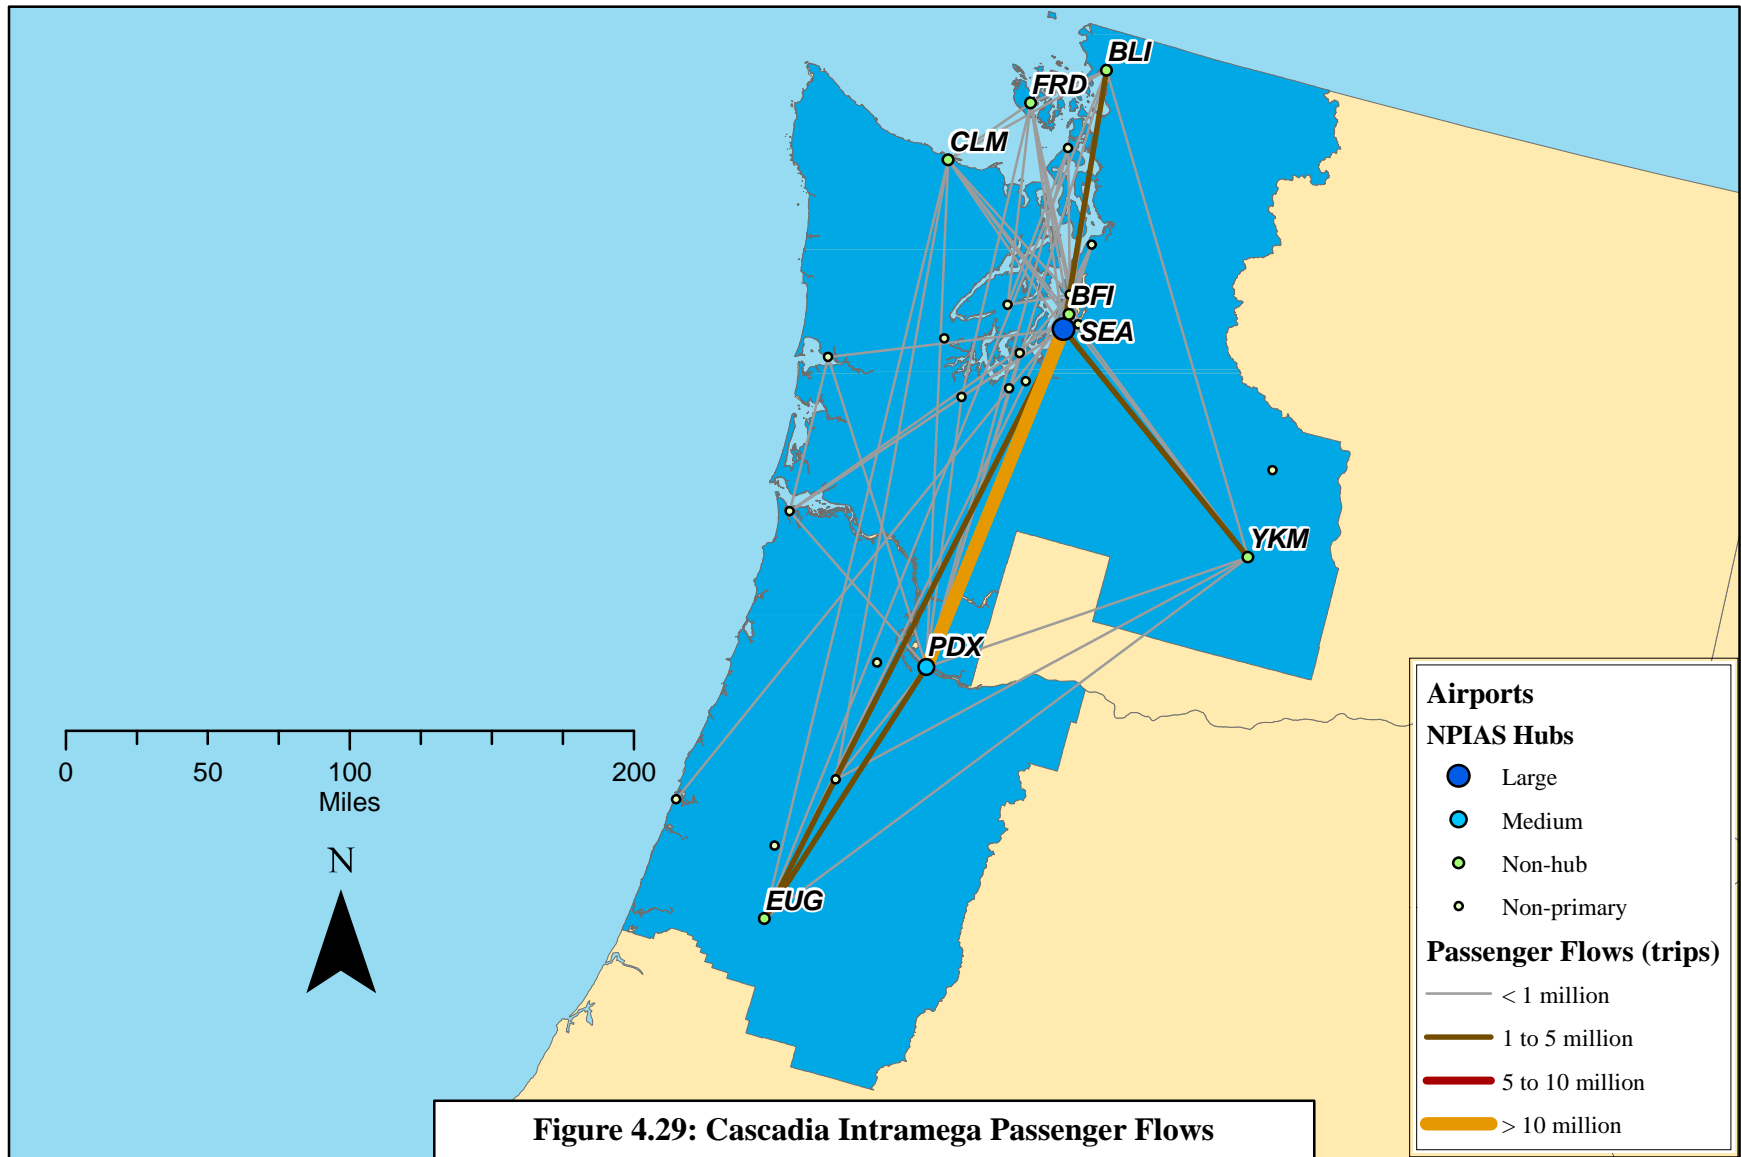 BLI
FRD
CLM
BFI
SEA
YKM
PDX
EUG
0 50 100 200
Miles
N
Airports
NPIAS Hubs
Large
Medium
Non-hub
Non-primary
Passenger Flows (trips)
< 1 million
1 to 5 million
5 to 10 million
> 10 million
Figure 4.29: Cascadia Intramega Passenger Flows